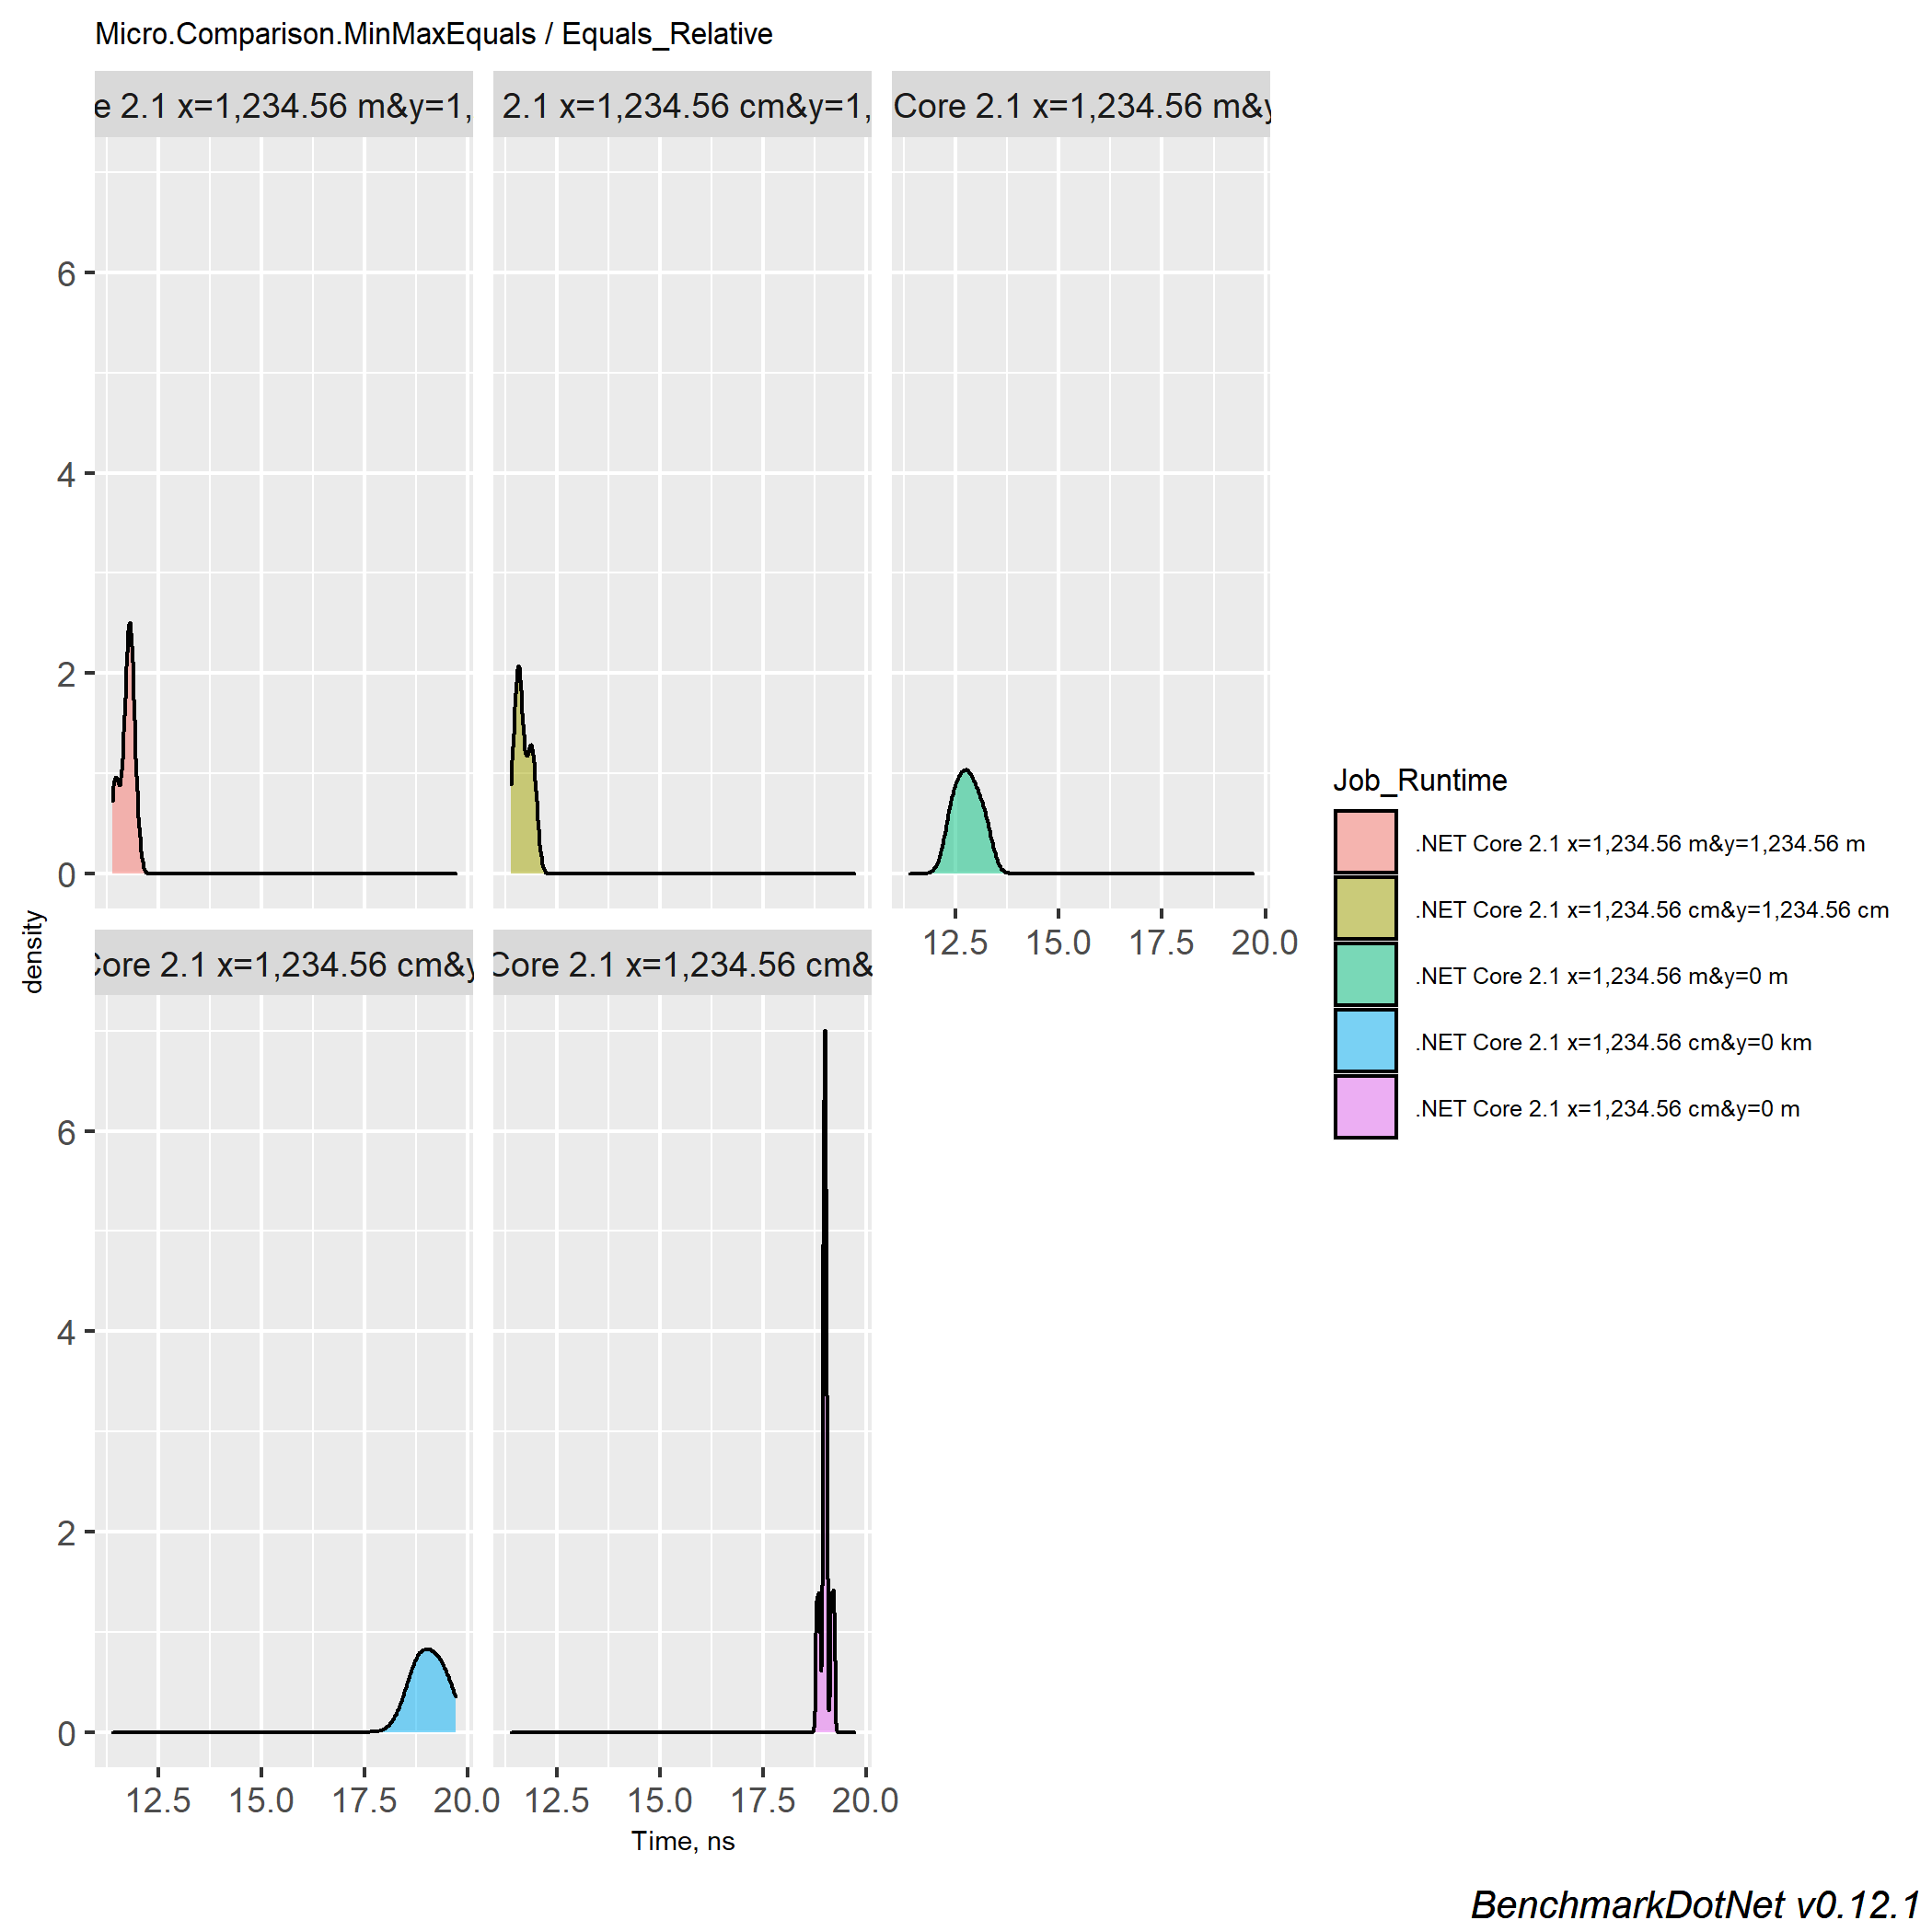 Micro.Comparison.MinMaxEquals / Equals_Relative
e 2.1 x=1,234.56 m&y=1,
2.1 x=1,234.56 cm&y=1,
Core 2.1 x=1,234.56 m&y
6
4
2
0
12.5 15.0 17.5 20.0
density
Core 2.1 x=1,234.56 cm&y
Core 2.1 x=1,234.56 cm&
6
4
2
0
12.5 15.0 17.5 20.0
12.5 15.0 17.5 20.0
Time, ns
Job_Runtime
.NET Core 2.1 x=1,234.56 m&y=1,234.56 m
.NET Core 2.1 x=1,234.56 cm&y=1,234.56 cm
.NET Core 2.1 x=1,234.56 m&y=0 m
.NET Core 2.1 x=1,234.56 cm&y=0 km
.NET Core 2.1 x=1,234.56 cm&y=0 m
BenchmarkDotNet v0.12.1